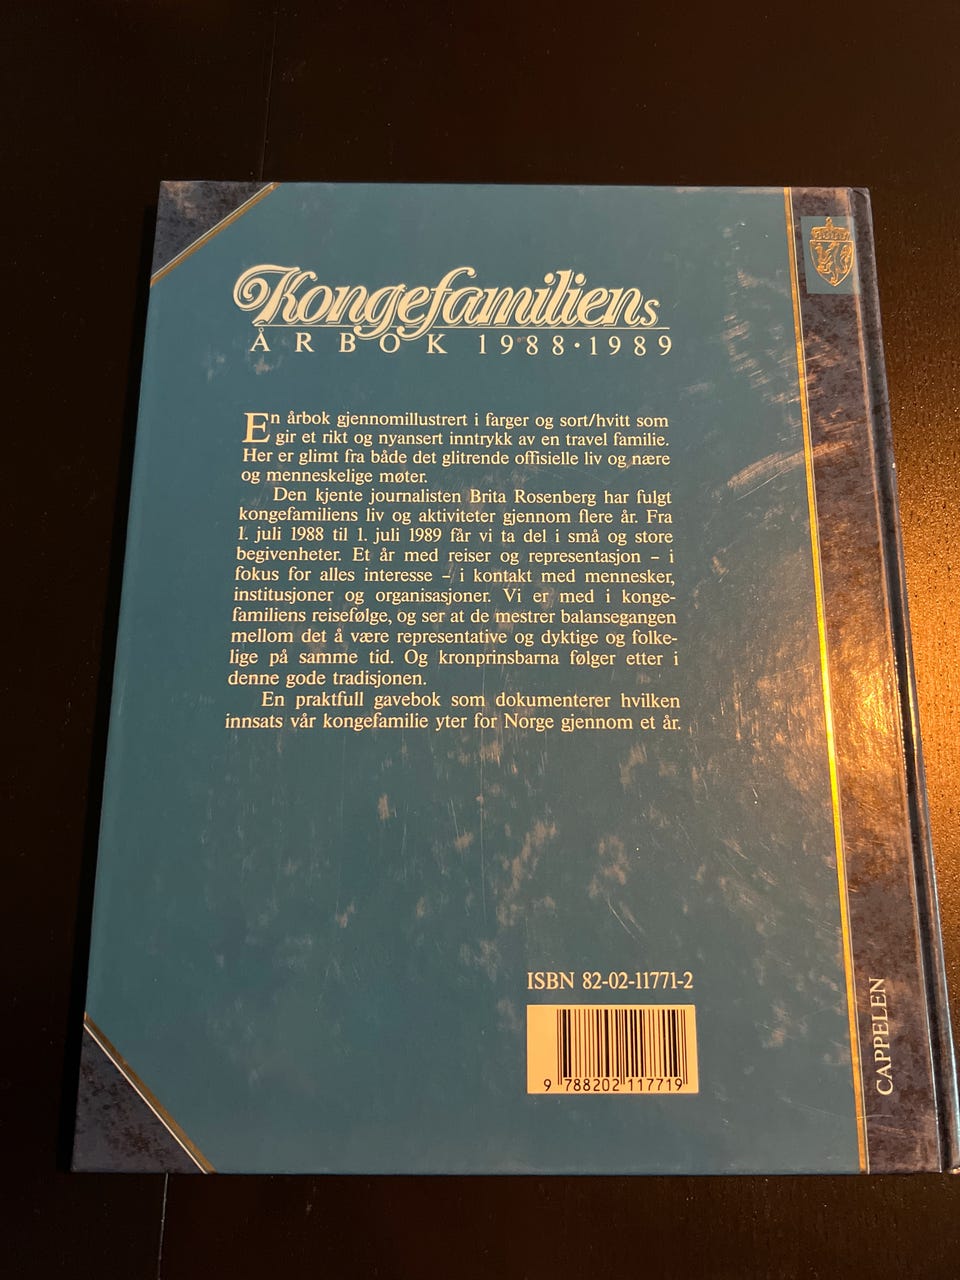 Kongefamiliens
ÅRBOK 1988·1989
En årbok gjennomillustrert i farger og sort/hvitt som
gir et rikt og nyansert inntrykk av en travel familie.
Her er glimt fra både det glitrende offisielle liv og nære
og menneskelige møter.
Den kjente journalisten Brita Rosenberg har fulgt
kongefamiliens liv og aktiviteter gjennom flere år. Fra
1. juli 1988 til 1. juli 1989 får vi ta del i små og store
begivenheter. Et år med reiser og representasjon – i
fokus for alles interesse – i kontakt med mennesker,
institusjoner og organisasjoner. Vi er med i konge-
familiens reisefølge, og ser at de mestrer balansegangen
mellom det å være representative og dyktige og folke-
lige på samme tid. Og kronprinsbarna følger etter i
denne gode tradisjonen.
En praktfull gavebok som dokumenterer hvilken
innsats vår kongefamilie yter for Norge gjennom et år.
ISBN 82-02-11771-2
9 788202 117719
CAPPELEN